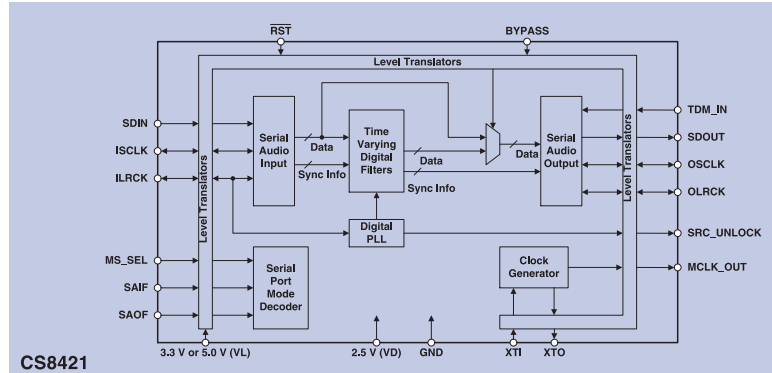 RST
BYPASS
Level Translators
SDIN
ISCLK
ILRCK
MS_SEL
SAIF
SAOF
Level Translators
Serial
Audio
Input
Data
Sync Info
Time
Varying
Digital
Filters
Data
Sync Info
Data
Serial
Audio
Output
Level Translators
TDM_IN
SDOUT
OSCLK
OLRCK
SRC_UNLOCK
MCLK_OUT
Digital
PLL
Serial
Port
Mode
Decoder
Clock
Generator
3.3 V or 5.0 V (VL)
2.5 V (VD)
GND
XTI
XTO
CS8421